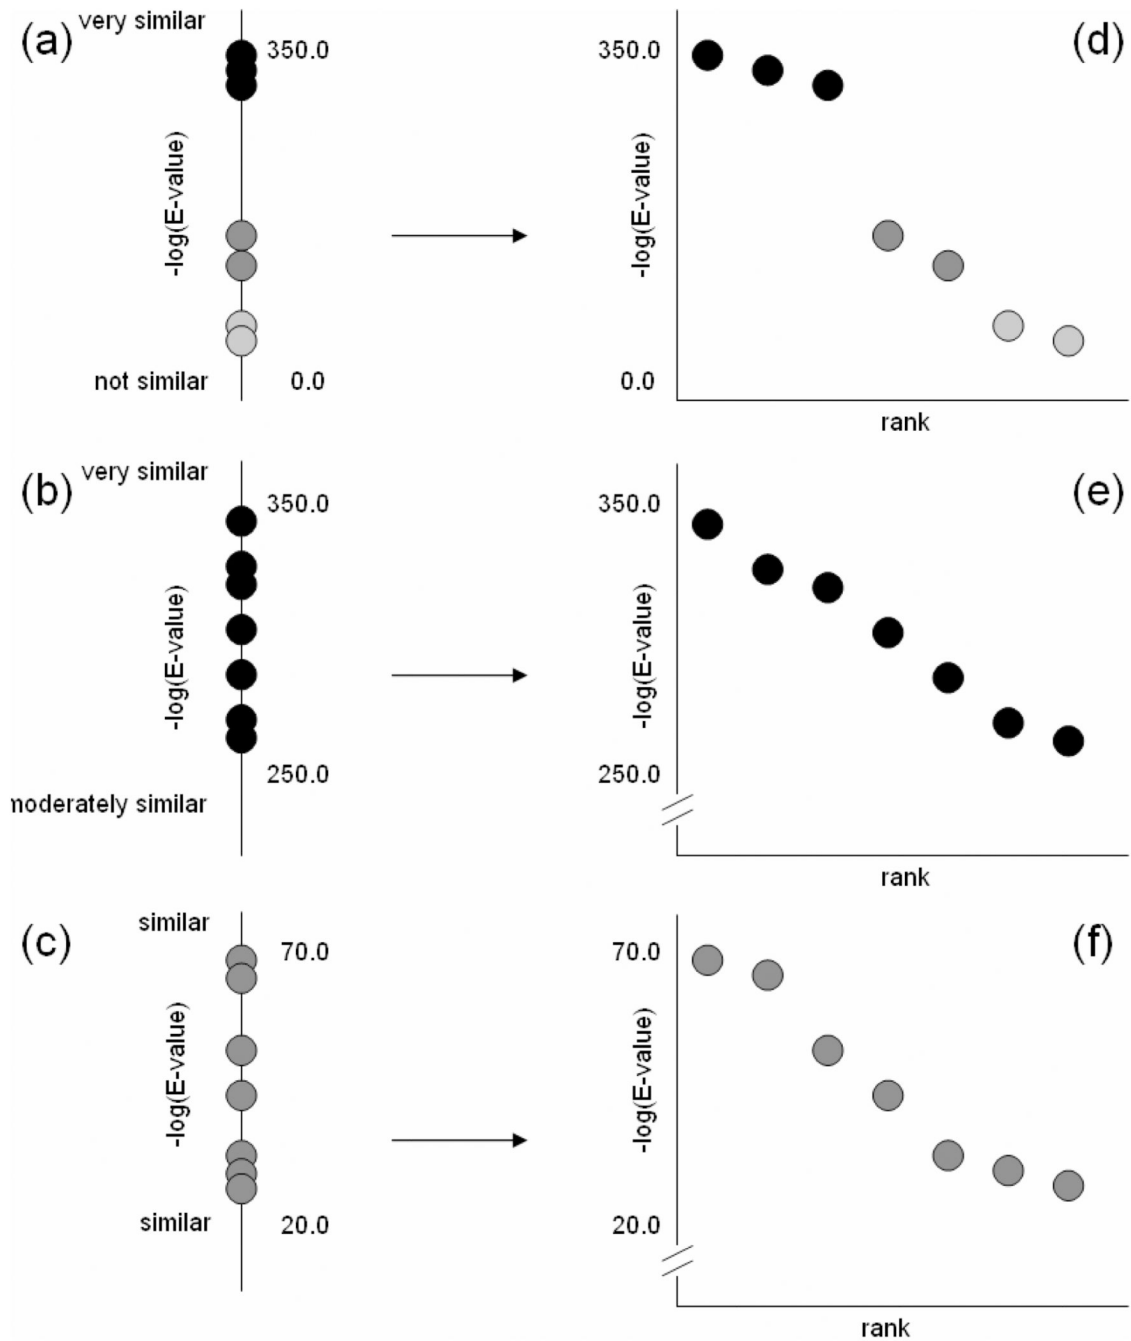 (a)
very similar
350.0
-log(E-value)
not similar
0.0
(d)
350.0
-log(E-value)
0.0
rank
(b)
very similar
350.0
-log(E-value)
250.0
moderately similar
(e)
350.0
-log(E-value)
250.0
rank
(c)
similar
70.0
-log(E-value)
similar
20.0
(f)
70.0
-log(E-value)
20.0
rank